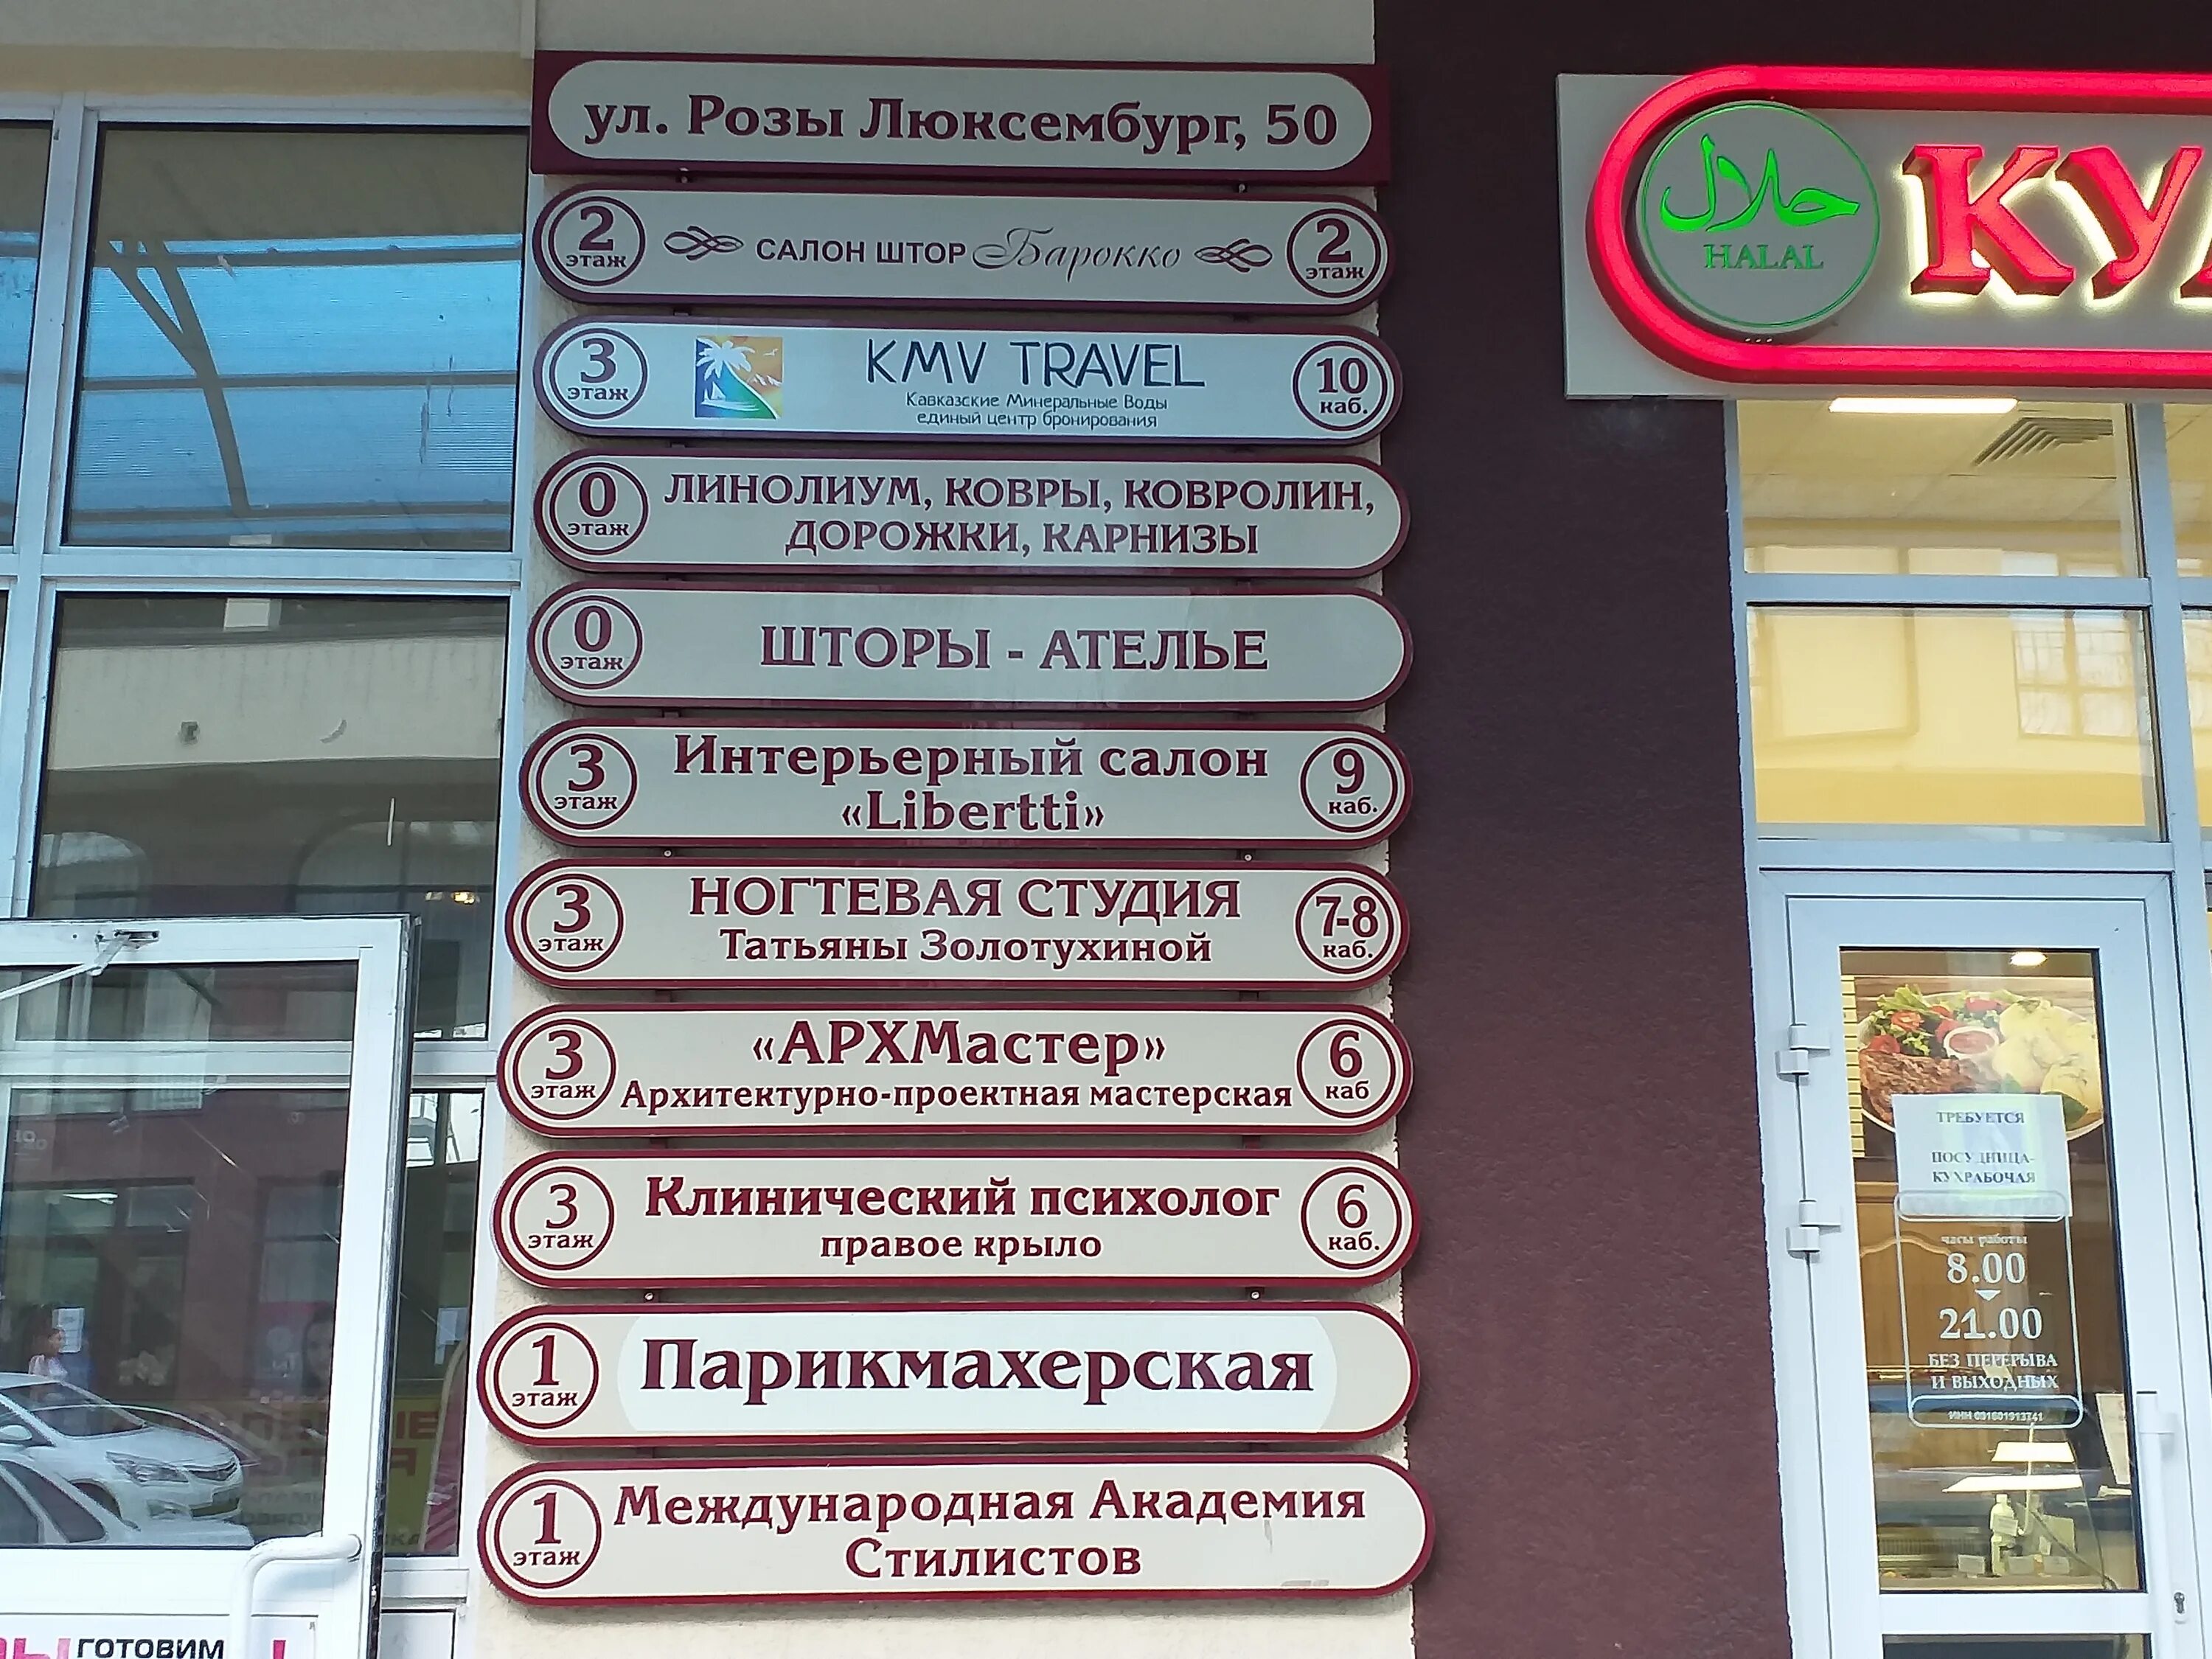 ул. Розы Люксембург, 50
2 этаж САЛОН ШТОР Барокко 2 этаж
3 этаж KMV TRAVEL 10 каб.
Кавказские Минеральные Воды
единый центр бронирования
0 этаж ЛИНОЛИУМ, КОВРЫ, КОВРОЛИН,
ДОРОЖКИ, КАРНИЗЫ
0 этаж ШТОРЫ - АТЕЛЬЕ
3 этаж Интерьерный салон 9 каб.
«Libertti»
3 этаж НОГТЕВАЯ СТУДИЯ 7-8 каб.
Татьяны Золотухиной
3 этаж «АРХМастер» 6 каб
Архитектурно-проектная мастерская
3 этаж Клинический психолог 6 каб.
правое крыло
1 этаж Парикмахерская
1 этаж Международная Академия
Стилистов
حلال
HALAL
ТРЕБУЕТСЯ
ПОСУДНИЦА-
КУХРАБОЧАЯ
часы работы
8.00
21.00
БЕЗ ПЕРЕРЫВА
И ВЫХОДНЫХ
ГОТОВИМ